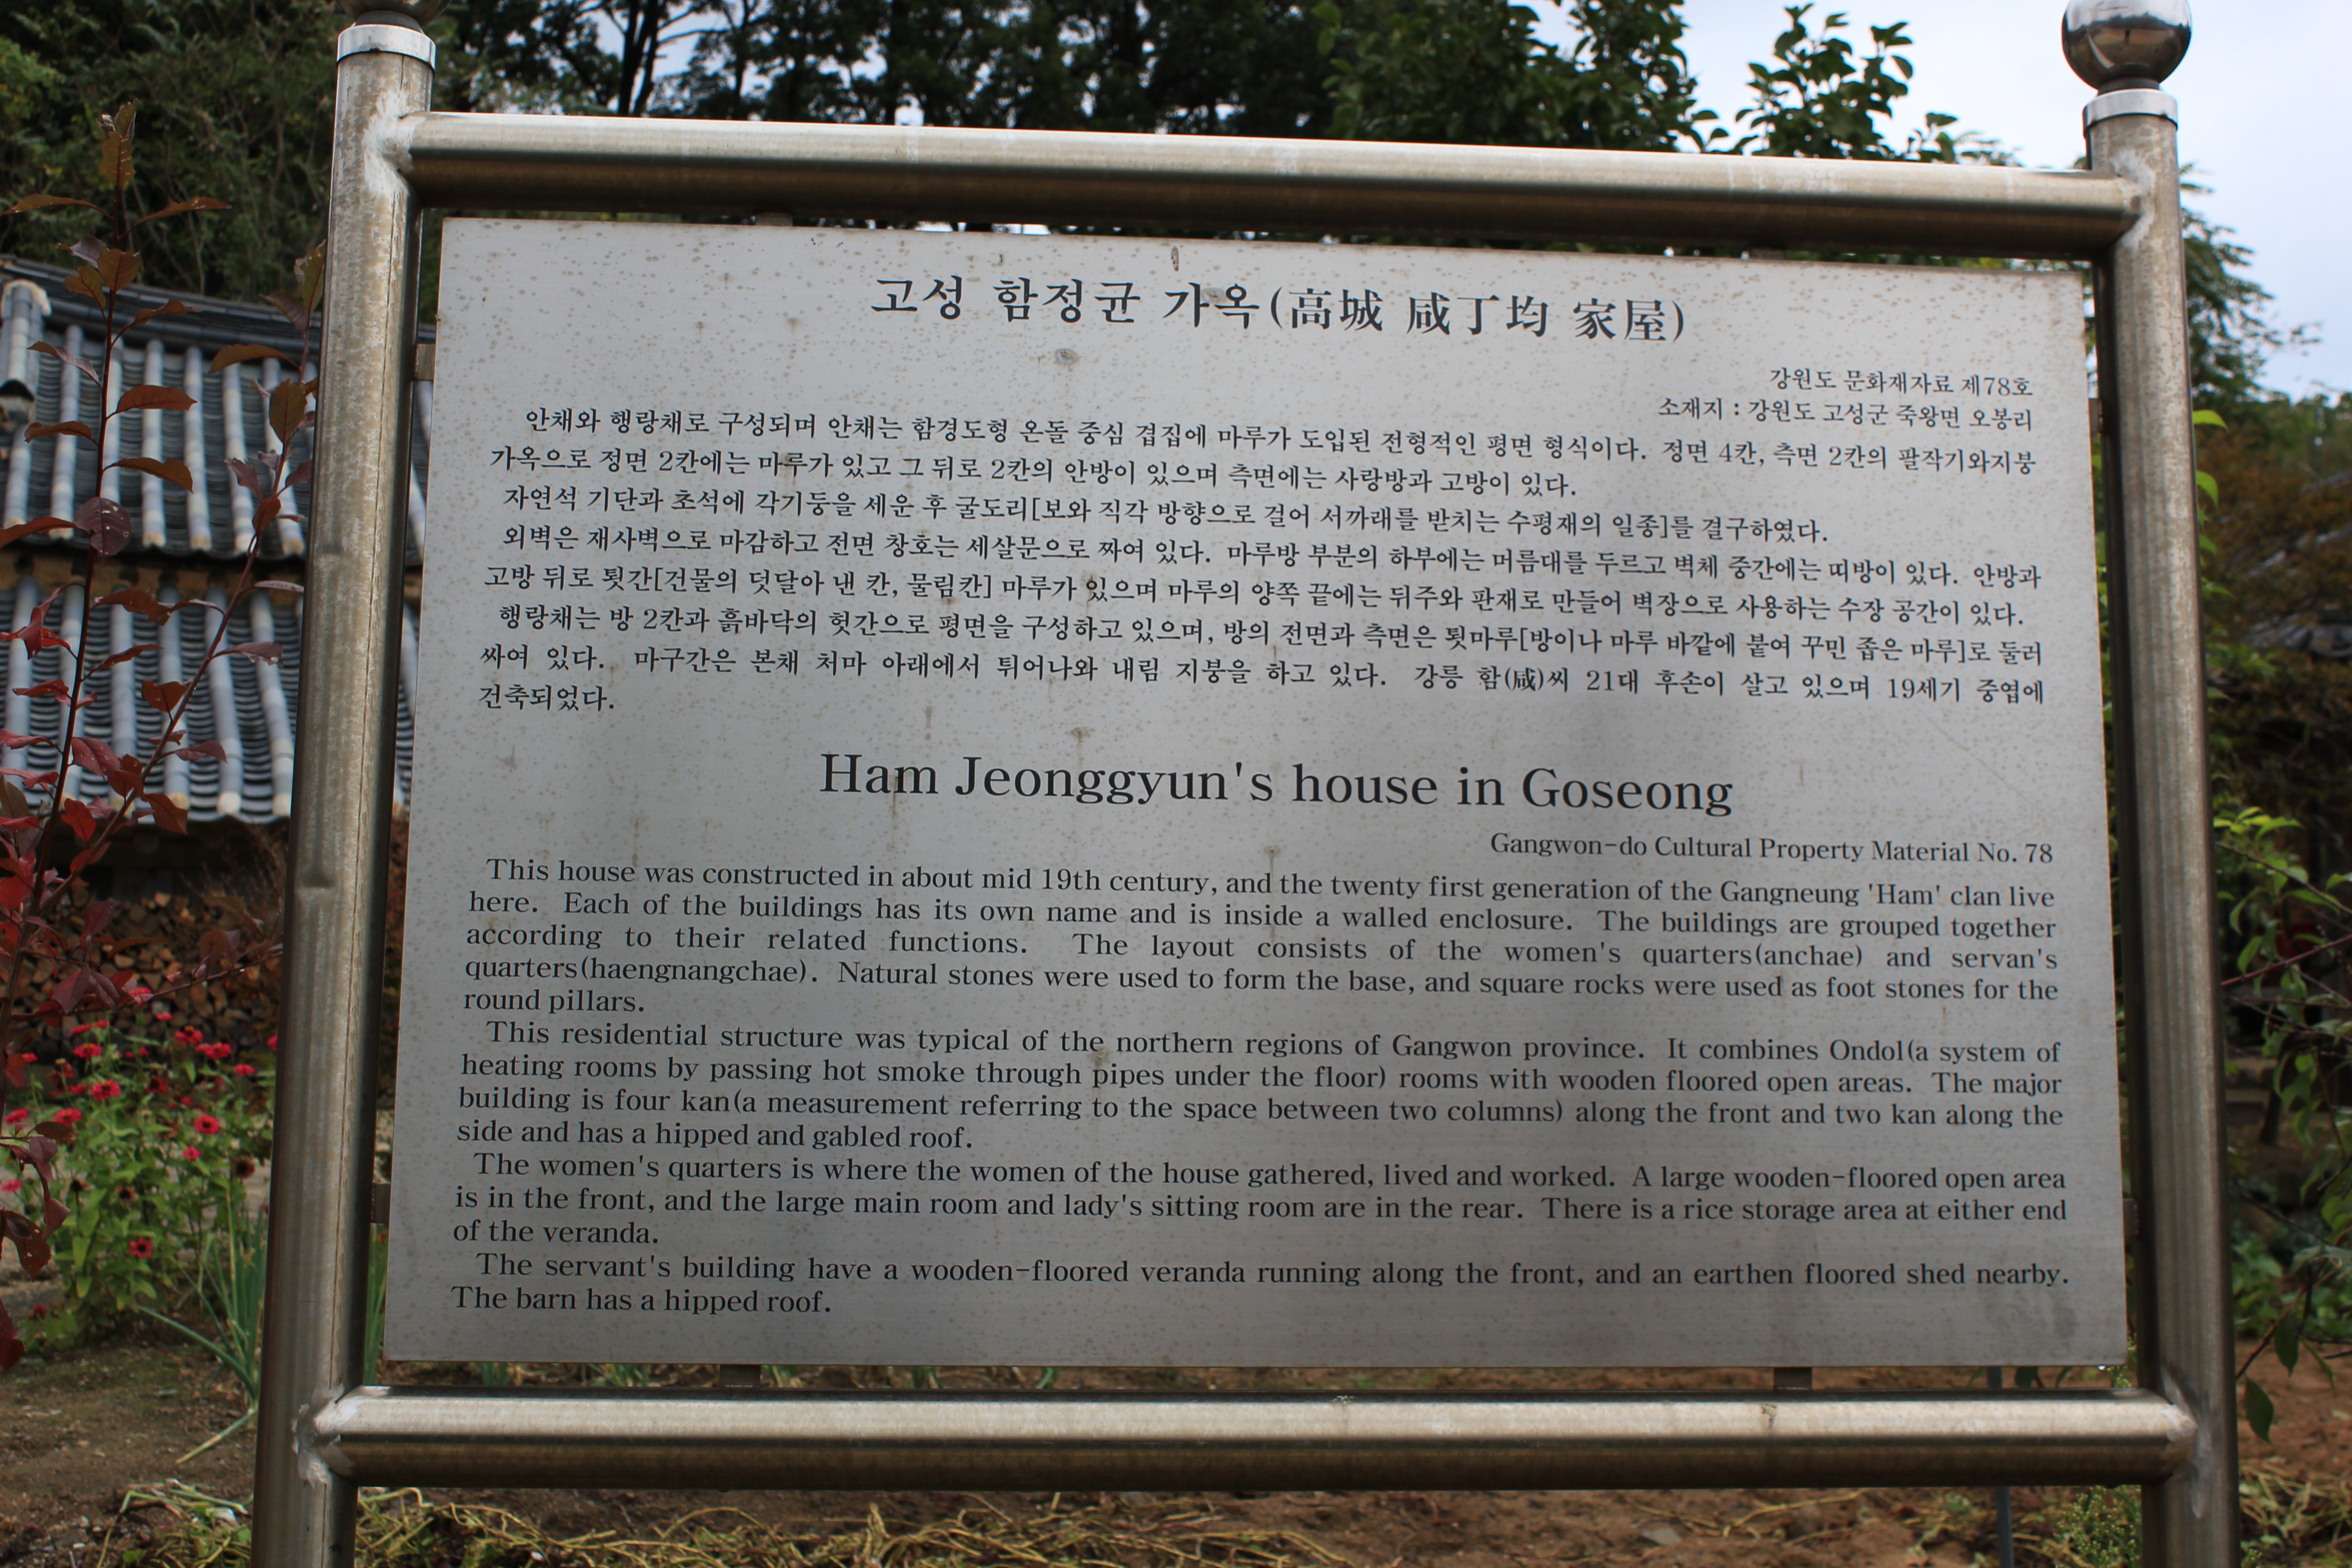 고성 함정균 가옥(高城 咸丁均 家屋)
강원도 문화재자료 제78호
소재지 : 강원도 고성군 죽왕면 오봉리
안채와 행랑채로 구성되며 안채는 함경도형 온돌 중심 겹집에 마루가 도입된 전형적인 평면 형식이다. 정면 4칸, 측면 2칸의 팔작기와지붕
가옥으로 정면 2칸에는 마루가 있고 그 뒤로 2칸의 안방이 있으며 측면에는 사랑방과 고방이 있다.
자연석 기단과 초석에 각기둥을 세운 후 굴도리[보와 직각 방향으로 걸어 서까래를 받치는 수평재의 일종]를 결구하였다.
외벽은 재사벽으로 마감하고 전면 창호는 세살문으로 짜여 있다. 마루방 부분의 하부에는 머름대를 두르고 벽체 중간에는 띠방이 있다. 안방과
고방 뒤로 툇간[건물의 덧달아 낸 칸, 물림칸] 마루가 있으며 마루의 양쪽 끝에는 뒤주와 판재로 만들어 벽장으로 사용하는 수장 공간이 있다.
행랑채는 방 2칸과 흙바닥의 헛간으로 평면을 구성하고 있으며, 방의 전면과 측면은 툇마루[방이나 마루 바깥에 붙여 꾸민 좁은 마루]로 둘러
싸여 있다. 마구간은 본채 처마 아래에서 튀어나와 내림 지붕을 하고 있다. 강릉 함(咸)씨 21대 후손이 살고 있으며 19세기 중엽에
건축되었다.
Ham Jeonggyun's house in Goseong
Gangwon-do Cultural Property Material No. 78
This house was constructed in about mid 19th century, and the twenty first generation of the Gangneung 'Ham' clan live
here. Each of the buildings has its own name and is inside a walled enclosure. The buildings are grouped together
according to their related functions. The layout consists of the women's quarters(anchae) and servan's
quarters(haengnangchae). Natural stones were used to form the base, and square rocks were used as foot stones for the
round pillars.
This residential structure was typical of the northern regions of Gangwon province. It combines Ondol(a system of
heating rooms by passing hot smoke through pipes under the floor) rooms with wooden floored open areas. The major
building is four kan(a measurement referring to the space between two columns) along the front and two kan along the
side and has a hipped and gabled roof.
The women's quarters is where the women of the house gathered, lived and worked. A large wooden-floored open area
is in the front, and the large main room and lady's sitting room are in the rear. There is a rice storage area at either end
of the veranda.
The servant's building have a wooden-floored veranda running along the front, and an earthen floored shed nearby.
The barn has a hipped roof.